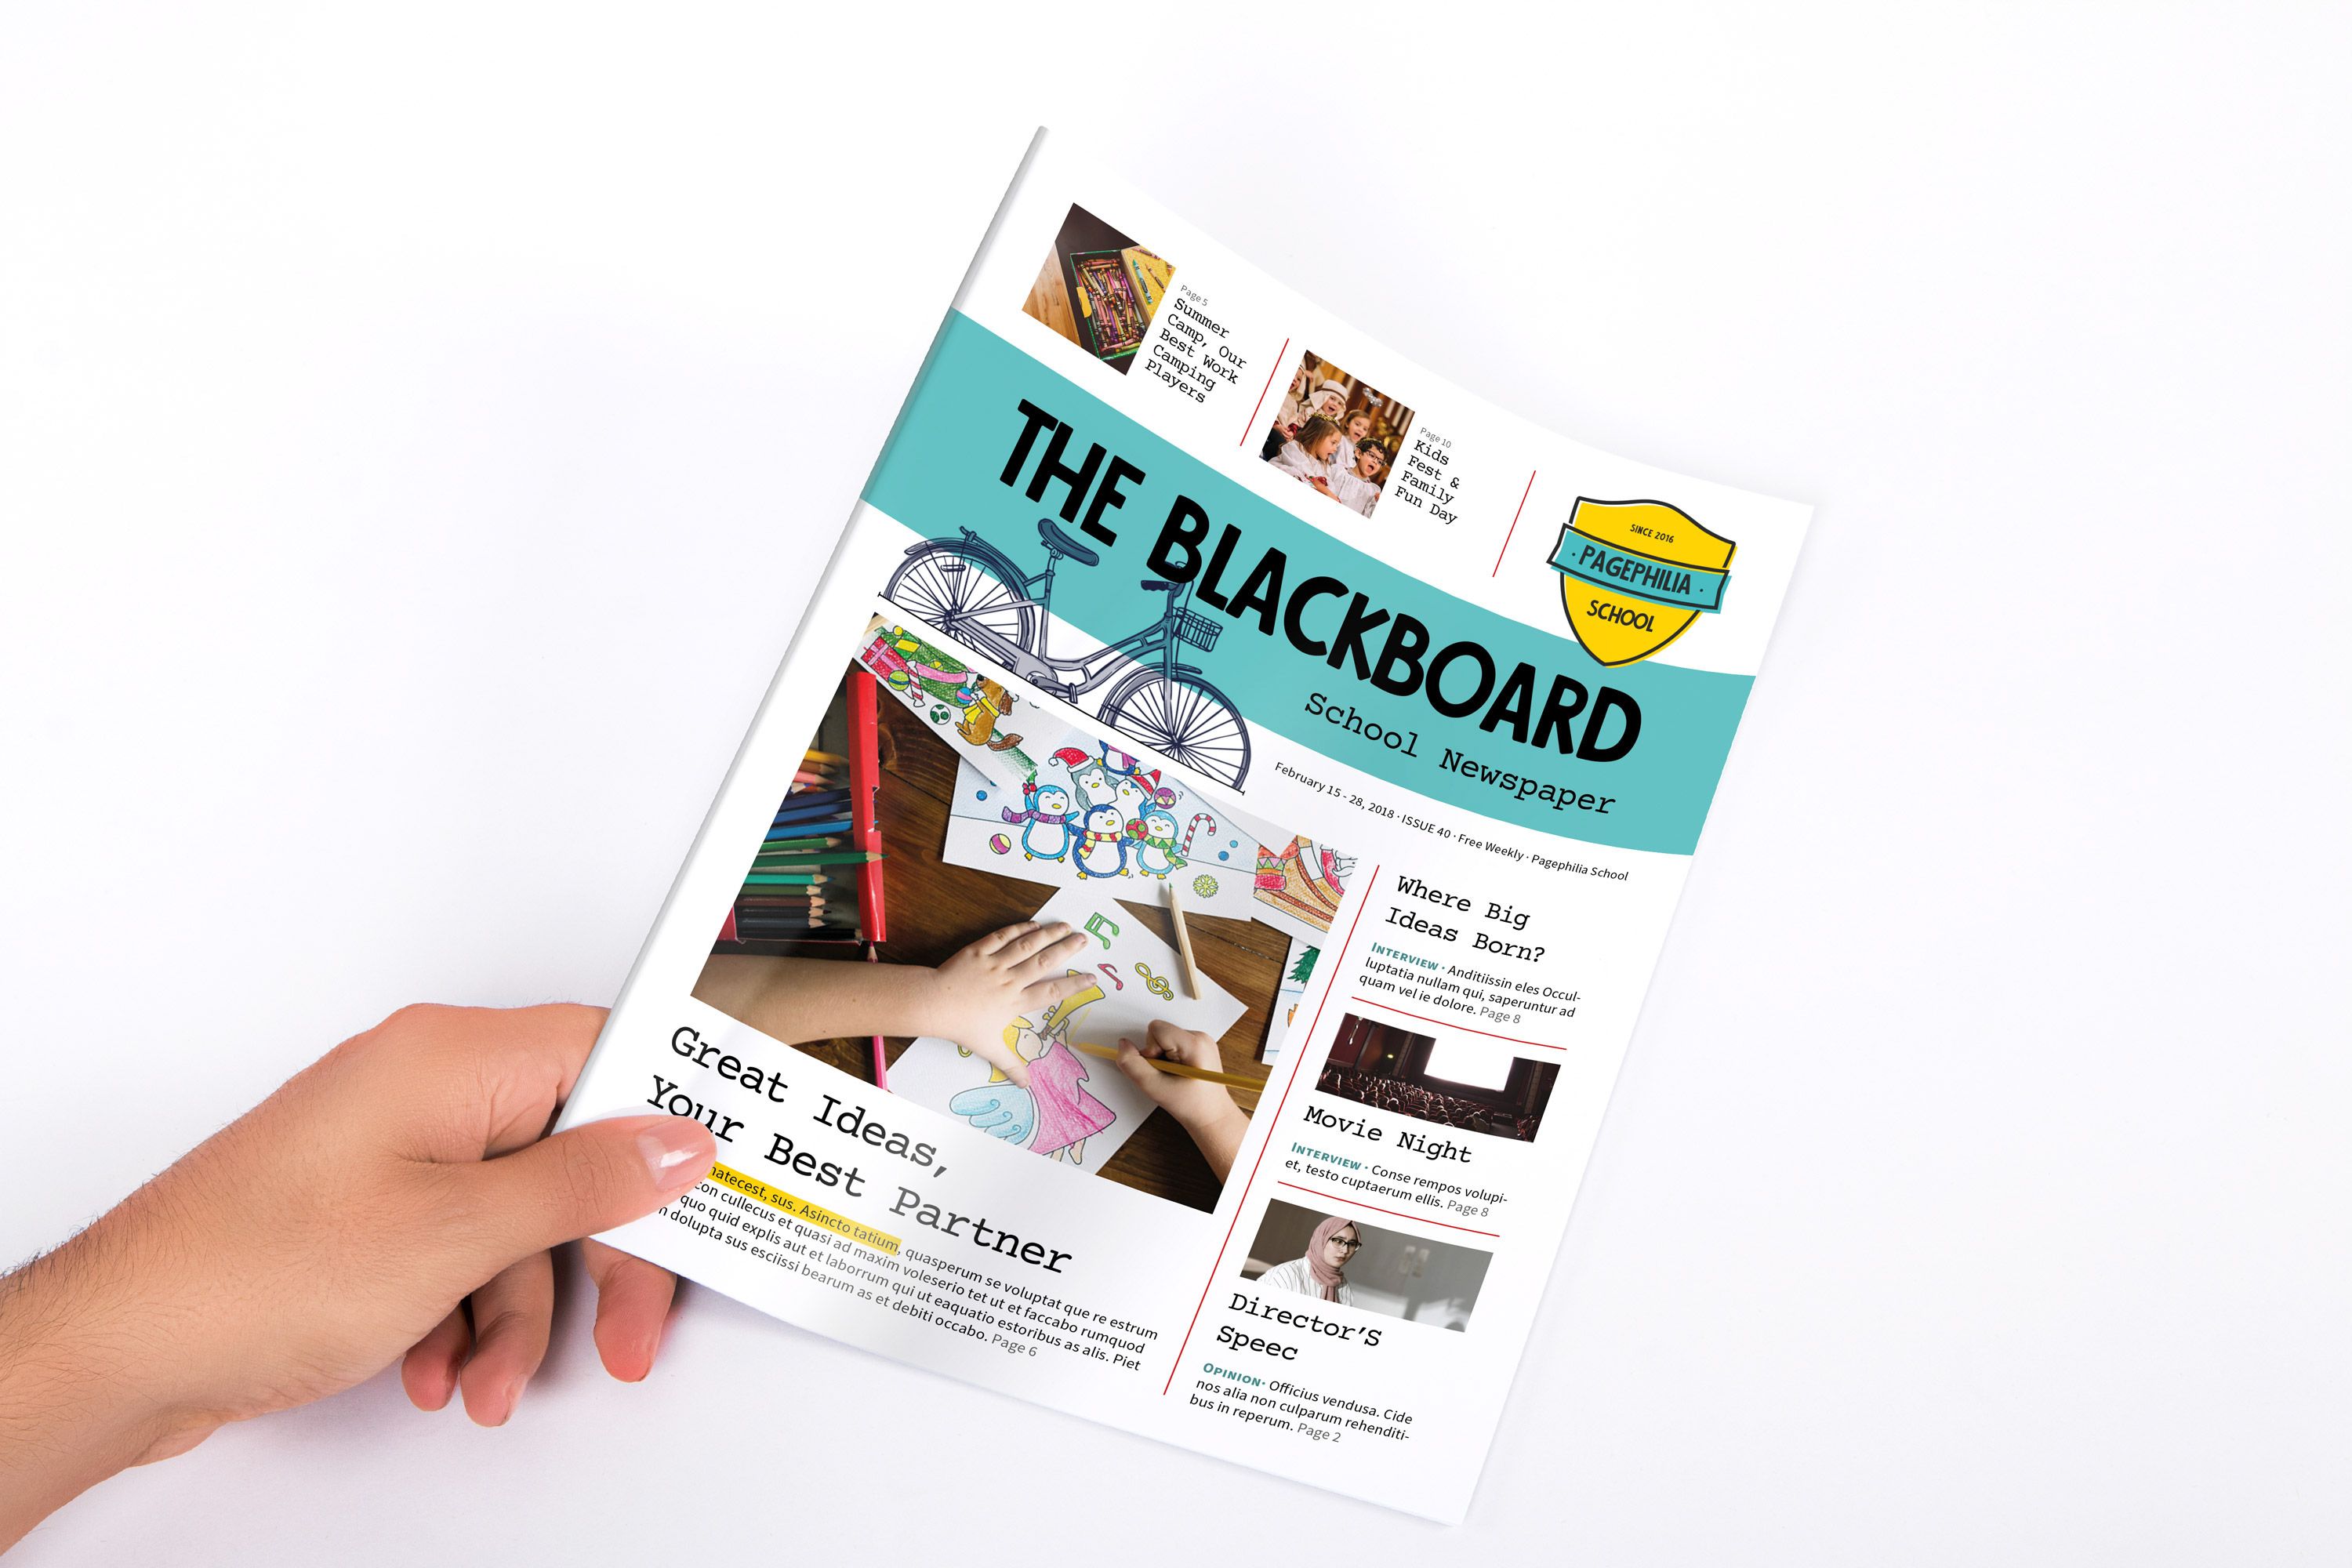 Page 5
Summer
Camp, Our
Best Work
Camping
Players
Page 10
Kids
Fest &
Family
Fun Day
SINCE 2016
· PAGEPHILIA ·
SCHOOL
THE BLACKBOARD
School Newspaper
February 15 - 28, 2018 · ISSUE 40 · Free Weekly · Pagephilia School
Great Ideas,
Your Best Partner
natecest, sus. Asincto tatium, quasperum se voluptat que re estrum
con cullecus et quasi ad maxim voleserio tet ut et faccabo rumquod
quo quid explis aut et laborrum qui ut eaquatio estoribus as alis. Piet
dolupta sus esciissi bearum as et debiti occabo. Page 6
Where Big
Ideas Born?
INTERVIEW · Anditiissin eles Occul-
luptatia nullam qui, saperuntur ad
quam vel ie dolore. Page 8
Movie Night
INTERVIEW · Conse rempos volupi-
et, testo cuptaerum ellis. Page 8
Director'S
Speec
OPINION· Officius vendusa. Cide
nos alia non culparum rehenditi-
bus in reperum. Page 2